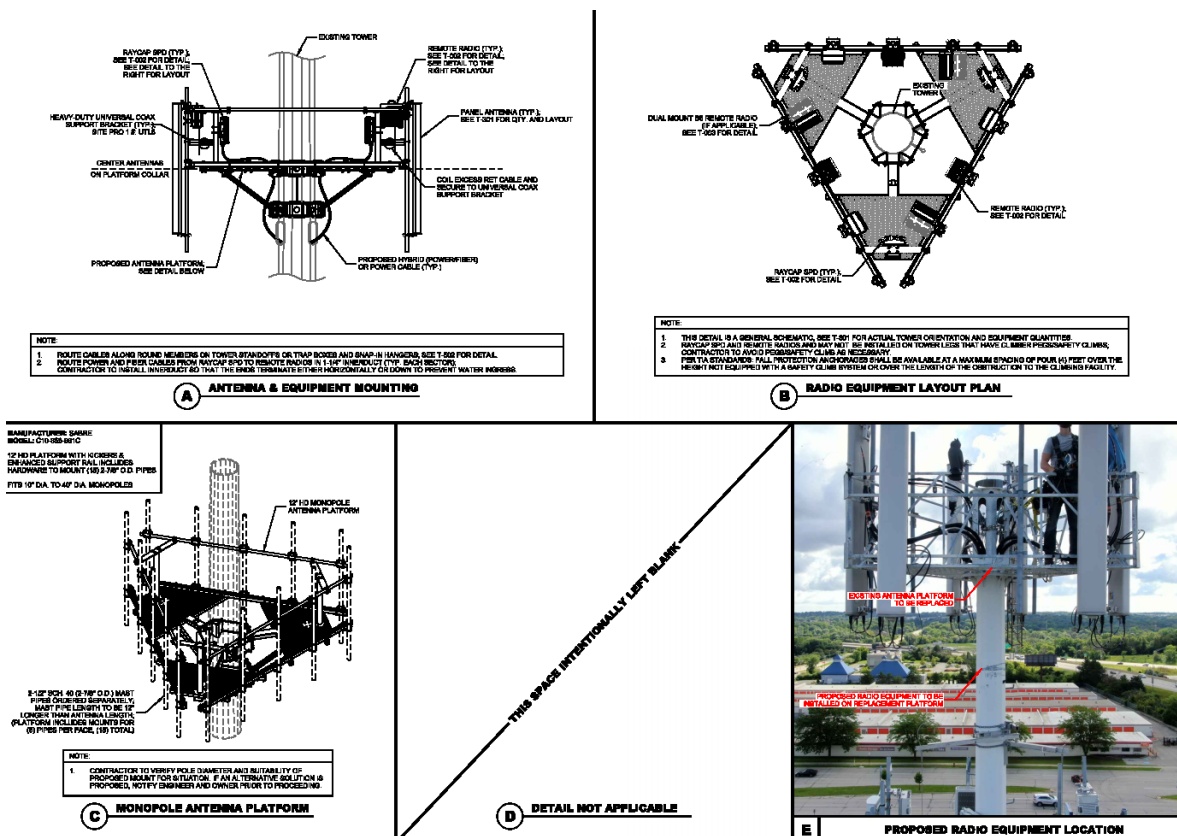 EXISTING TOWER
RAYCAP SPD (TYP.);
SEE T-002 FOR DETAIL,
SEE DETAIL TO THE
RIGHT FOR LAYOUT
REMOTE RADIO (TYP.);
SEE T-002 FOR DETAIL,
SEE DETAIL TO THE
RIGHT FOR LAYOUT
HEAVY-DUTY UNIVERSAL COAX
SUPPORT BRACKET (TYP.);
SITE PRO 1
PANEL ANTENNA (TYP.);
SEE T-301 FOR QTY. AND LAYOUT
CENTER ANTENNAS
ON PLATFORM COLLAR
COIL EXCESS RET CABLE AND
SECURE TO UNIVERSAL COAX
SUPPORT BRACKET
PROPOSED ANTENNA PLATFORM,
SEE DETAIL BELOW
PROPOSED HYBRID (POWER/FIBER)
OR POWER CABLE (TYP.)
NOTE:
1. ROUTE CABLES ALONG ROUND MEMBERS ON TOWER STANDOFFS OR TRAP BOXES AND SNAP-IN HANGERS, SEE T-502 FOR DETAIL.
2. ROUTE POWER AND FIBER CABLES FROM RAYCAP SPD TO REMOTE RADIOS IN 1-1/4" INNERDUCT (TYP. EACH SECTOR);
CONTRACTOR TO INSTALL INNERDUCT SO THAT THE ENDS TERMINATE EITHER HORIZONTALLY OR DOWN TO PREVENT WATER INGRESS.
A ANTENNA & EQUIPMENT MOUNTING
EXISTING
TOWER
DUAL MOUNT B5 REMOTE RADIO
(IF APPLICABLE);
SEE T-003 FOR DETAIL
REMOTE RADIO (TYP.);
SEE T-002 FOR DETAIL
RAYCAP SPD (TYP.);
SEE T-002 FOR DETAIL
NOTE:
1. THIS DETAIL IS A GENERAL SCHEMATIC, SEE T-301 FOR ACTUAL TOWER ORIENTATION AND EQUIPMENT QUANTITIES.
2. RAYCAP SPD AND REMOTE RADIOS AND MAY NOT BE INSTALLED ON TOWER LEGS THAT HAVE CLIMBER PEGS/SAFETY CLIMBS;
CONTRACTOR TO AVOID PEGS/SAFETY CLIMB AS NECESSARY.
3. PER TIA STANDARDS: FALL PROTECTION ANCHORAGES SHALL BE AVAILABLE AT A MAXIMUM SPACING OF FOUR (4) FEET OVER THE
HEIGHT NOT EQUIPPED WITH A SAFETY CLIMB SYSTEM OR OVER THE LENGTH OF THE OBSTRUCTION TO THE CLIMBING FACILITY.
B RADIO EQUIPMENT LAYOUT PLAN
MANUFACTURER: SABRE
MODEL:
12' HD PLATFORM WITH KICKERS &
ENHANCED SUPPORT RAIL INCLUDES
HARDWARE TO MOUNT (15) 2-7/8" O.D. PIPES
FITS 10" DIA. TO 40" DIA. MONOPOLES
12' HD MONOPOLE
ANTENNA PLATFORM
2-1/2" SCH. 40 (2-7/8" O.D.) MAST
PIPES ORDERED SEPARATELY,
MAST PIPE LENGTH TO BE 12"
LONGER THAN ANTENNA LENGTH;
(PLATFORM INCLUDES MOUNTS FOR
(5) PIPES PER FACE, (15) TOTAL)
NOTE:
1. CONTRACTOR TO VERIFY POLE DIAMETER AND SUITABILITY OF
PROPOSED MOUNT FOR SITUATION. IF AN ALTERNATIVE SOLUTION IS
PROPOSED, NOTIFY ENGINEER AND OWNER PRIOR TO PROCEEDING.
C MONOPOLE ANTENNA PLATFORM
THIS SPACE INTENTIONALLY LEFT BLANK
D DETAIL NOT APPLICABLE
EXISTING ANTENNA PLATFORM
TO BE REPLACED
PROPOSED RADIO EQUIPMENT TO BE
INSTALLED ON REPLACEMENT PLATFORM
E PROPOSED RADIO EQUIPMENT LOCATION